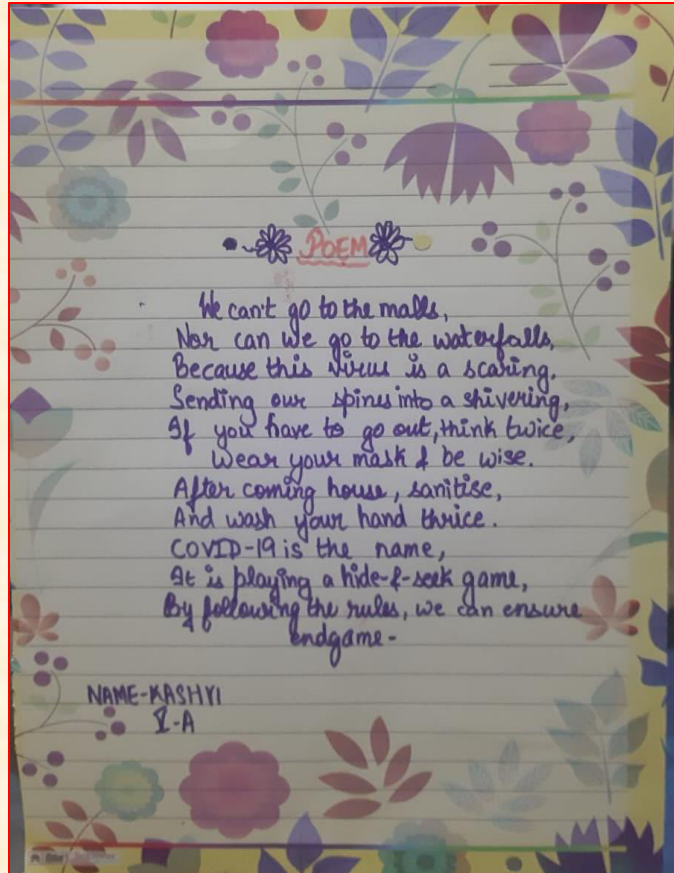 POEM
We can't go to the malls,
Nor can we go to the waterfalls,
Because this virus is a scaring,
Sending our spines into a shivering,
If you have to go out, think twice,
Wear your mask & be wise.
After coming house, sanitise,
And wash your hand thrice.
COVID-19 is the name,
It is playing a hide-&-seek game,
By following the rules, we can ensure
endgame-
NAME-KASHVI
V-A